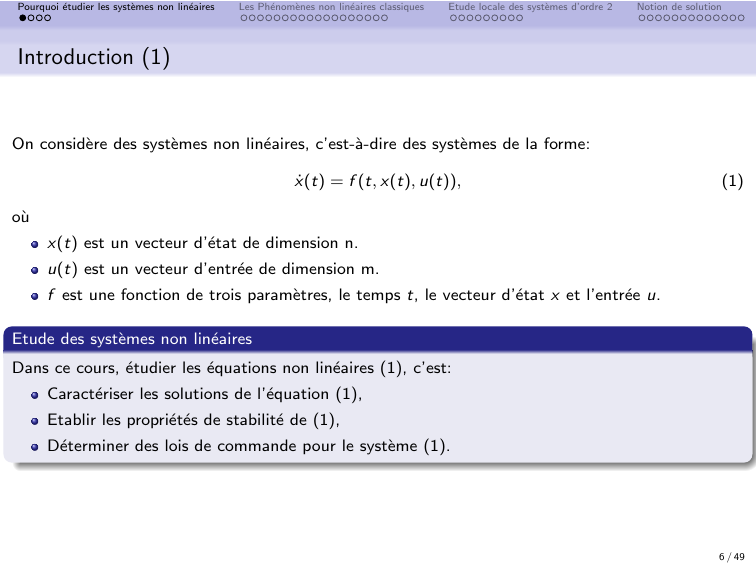 Pourquoi étudier les systèmes non linéaires Les Phénomènes non linéaires classiques Etude locale des systèmes d'ordre 2 Notion de solution
Introduction (1)
On considère des systèmes non linéaires, c'est-à-dire des systèmes de la forme:
ẋ(t) = f(t, x(t), u(t)), (1)
où
x(t) est un vecteur d'état de dimension n.
u(t) est un vecteur d'entrée de dimension m.
f est une fonction de trois paramètres, le temps t, le vecteur d'état x et l'entrée u.
Etude des systèmes non linéaires
Dans ce cours, étudier les équations non linéaires (1), c'est:
Caractériser les solutions de l'équation (1),
Etablir les propriétés de stabilité de (1),
Déterminer des lois de commande pour le système (1).
6 / 49